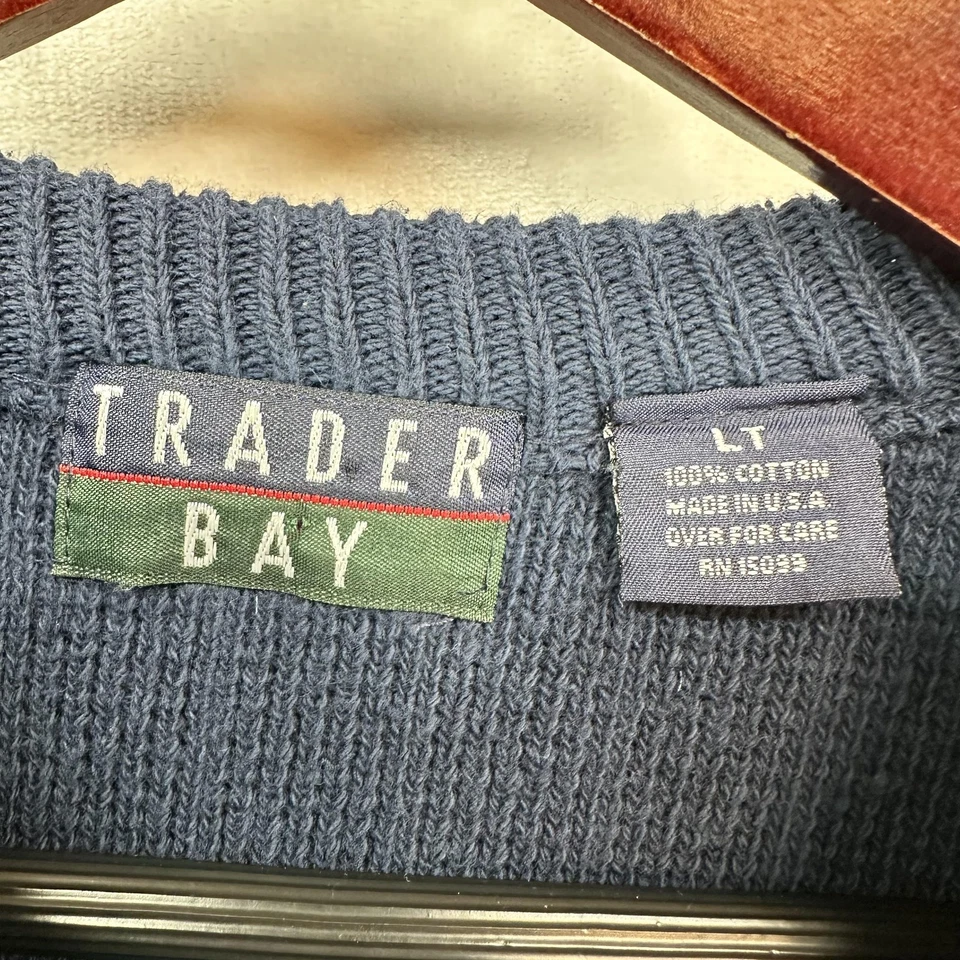 TRADER
BAY
LT
100% COTTON
MADE IN U.S.A
OVER FOR CARE
RN 15099